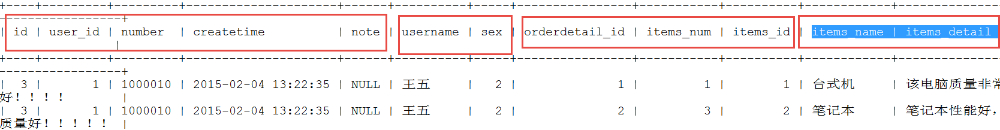 | id | user_id | number | createtime | note | username | sex | orderdetail_id | items_num | items_id | items_name | items_detail
|
| 3 | 1 | 1000010 | 2015-02-04 13:22:35 | NULL | 王五 | 2 | 1 | 1 | 1 | 台式机 | 该电脑质量非常
好！！！！ |
| 3 | 1 | 1000010 | 2015-02-04 13:22:35 | NULL | 王五 | 2 | 2 | 3 | 2 | 笔记本 | 笔记本性能好，
质量好！！！！！ |